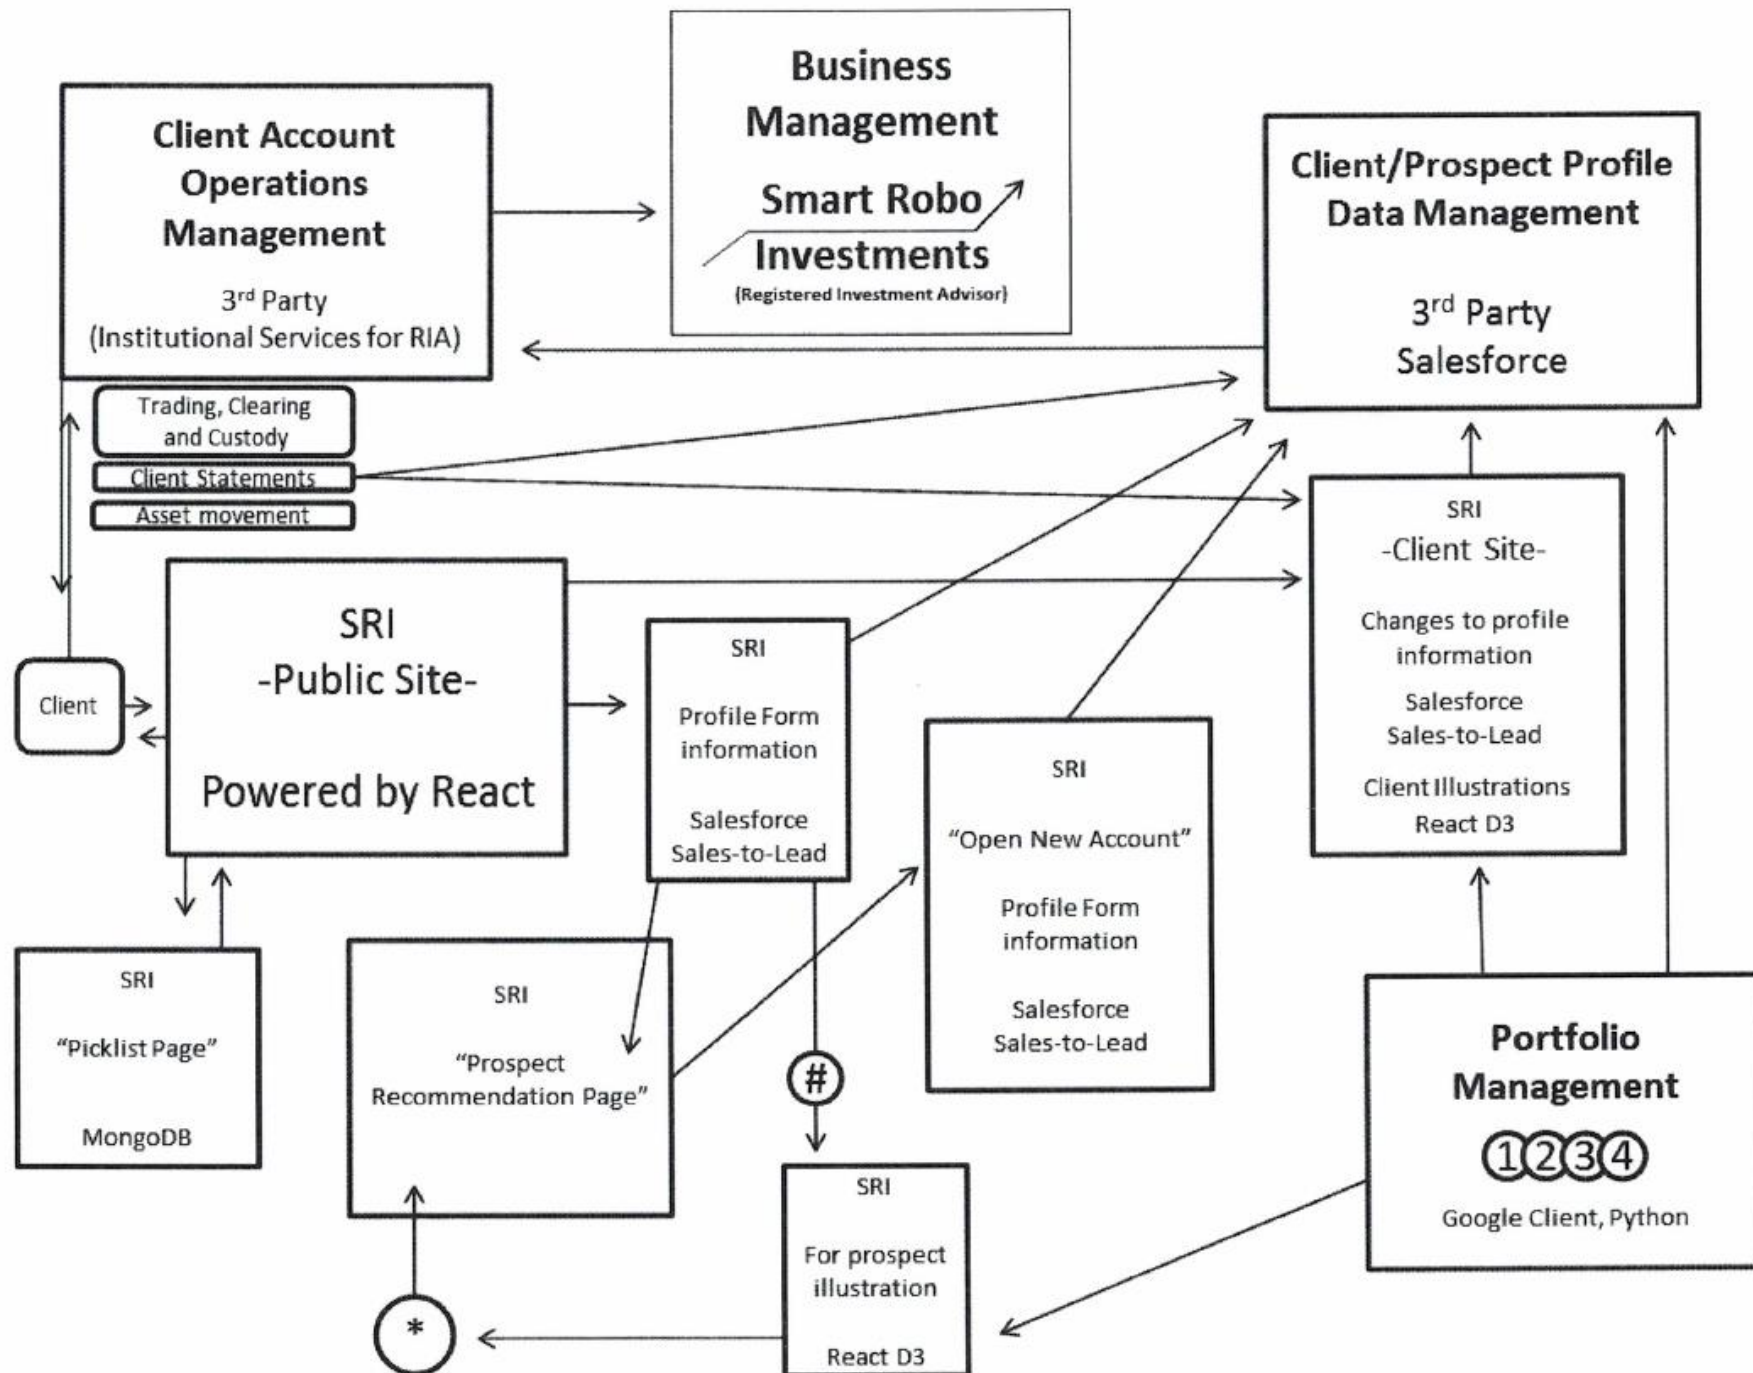 Business
Management
Smart Robo
Investments
(Registered Investment Advisor)
Client Account
Operations
Management
3rd Party
(Institutional Services for RIA)
Client/Prospect Profile
Data Management
3rd Party
Salesforce
Trading, Clearing
and Custody
Client Statements
Asset movement
SRI
-Client Site-
Changes to profile
information
Salesforce
Sales-to-Lead
Client Illustrations
React D3
SRI
-Public Site-
Powered by React
Client
SRI
Profile Form
information
Salesforce
Sales-to-Lead
SRI
“Open New Account”
Profile Form
information
Salesforce
Sales-to-Lead
SRI
“Picklist Page”
MongoDB
SRI
“Prospect
Recommendation Page”
#
Portfolio
Management
1 2 3 4
Google Client, Python
SRI
For prospect
illustration
React D3
*